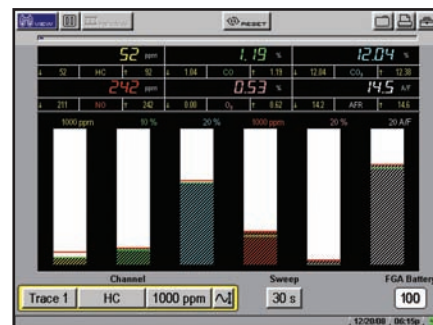 VIEW REVIEW RESET
52 ppm 1.19 % 12.04 %
↓ 52 HC ↑ 92 ↓ 1.04 CO ↑ 1.19 ↓ 12.04 CO₂ ↑ 12.38
242 ppm 0.53 % 14.5 A/F
↓ 211 NO ↑ 242 ↓ 0.00 O₂ ↑ 0.62 ↓ 14.2 AFR ↑ 14.6
1000 ppm 10 % 20 % 1000 ppm 20 % 20 A/F
Channel Sweep FGA Battery
Trace 1 HC 1000 ppm 30 s 100
12/20/00 06:15p